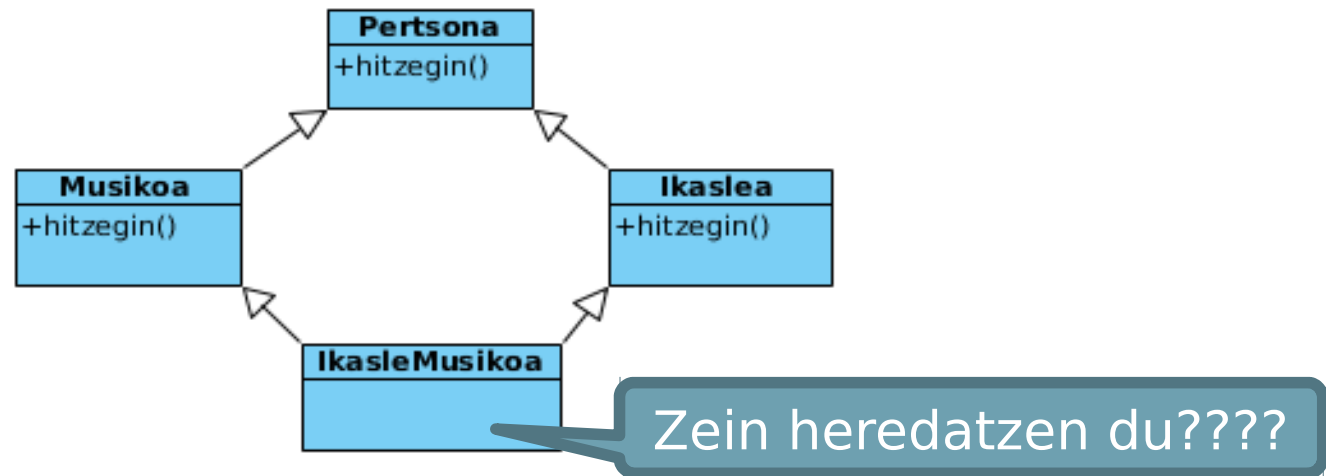 Pertsona
+hitzegin()
Musikoa
+hitzegin()
Ikaslea
+hitzegin()
IkasleMusikoa
Zein heredatzen du????